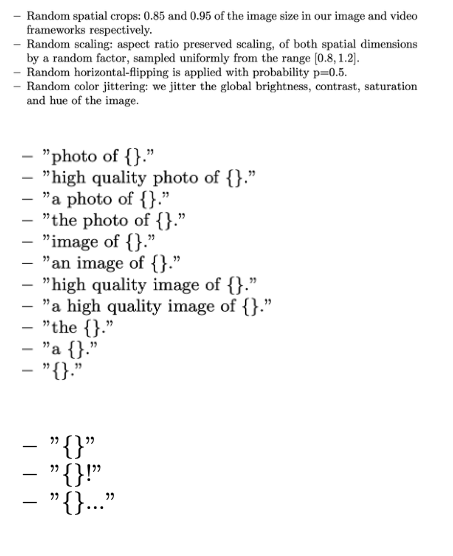 – Random spatial crops: 0.85 and 0.95 of the image size in our image and video
frameworks respectively.
– Random scaling: aspect ratio preserved scaling, of both spatial dimensions
by a random factor, sampled uniformly from the range [0.8, 1.2].
– Random horizontal-flipping is applied with probability p=0.5.
– Random color jittering: we jitter the global brightness, contrast, saturation
and hue of the image.
– ”photo of {}.”
– ”high quality photo of {}.”
– ”a photo of {}.”
– ”the photo of {}.”
– ”image of {}.”
– ”an image of {}.”
– ”high quality image of {}.”
– ”a high quality image of {}.”
– ”the {}.”
– ”a {}.”
– ”{}.”
– ”{}”
– ”{}!”
– ”{}...”